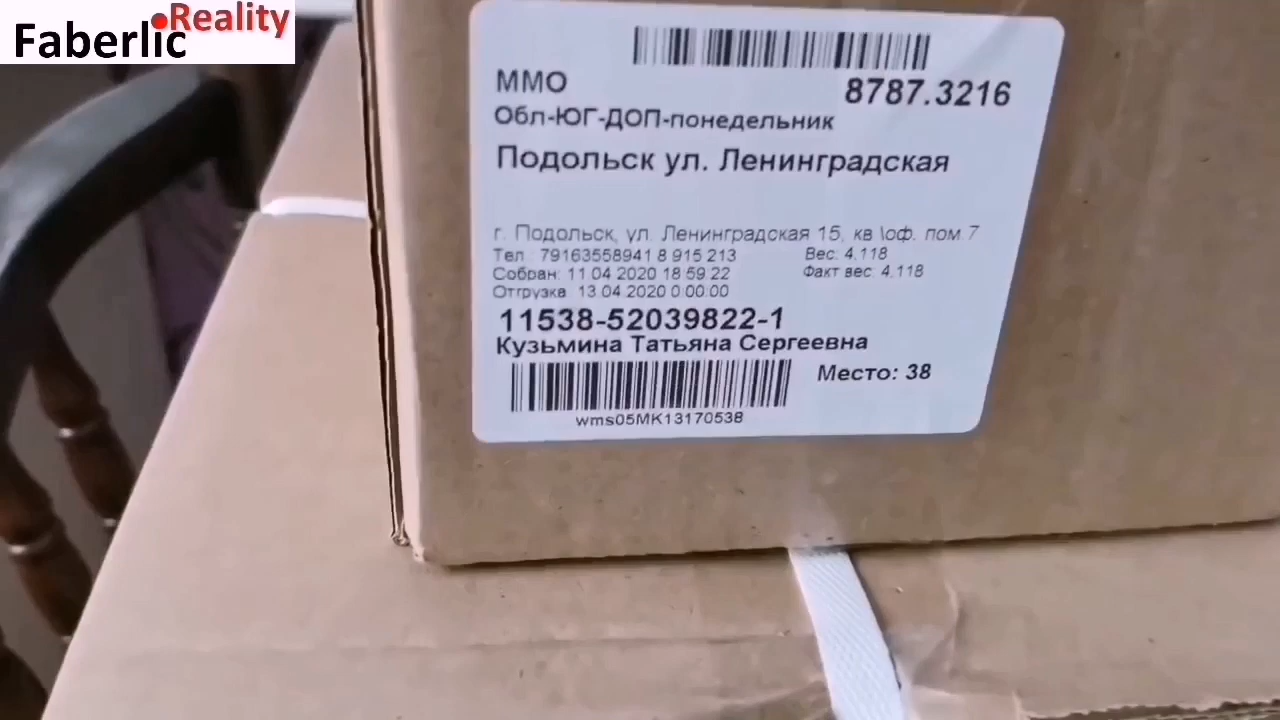 Faberlic
Reality
ММО
8787.3216
Обл-ЮГ-ДОП-понедельник
Подольск ул. Ленинградская
г. Подольск, ул. Ленинградская 15, кв \оф. пом.7
Тел.: 79163558941 8 915 213
Вес: 4,118
Собран: 11.04.2020 18:59:22
Факт вес: 4,118
Отгрузка: 13.04.2020 0:00:00
11538-52039822-1
Кузьмина Татьяна Сергеевна
Место: 38
wms05MK13170538